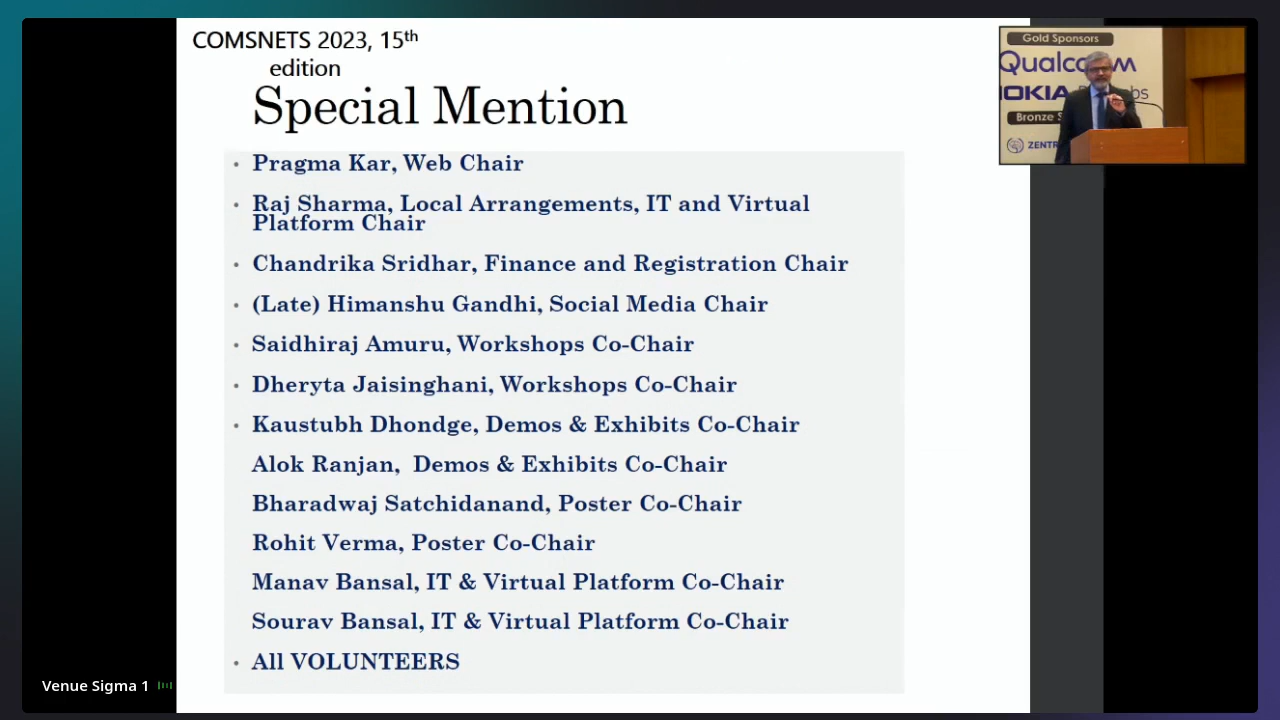 COMSNETS 2023, 15th
edition
Special Mention
• Pragma Kar, Web Chair
• Raj Sharma, Local Arrangements, IT and Virtual
Platform Chair
• Chandrika Sridhar, Finance and Registration Chair
• (Late) Himanshu Gandhi, Social Media Chair
• Saidhiraj Amuru, Workshops Co-Chair
• Dheryta Jaisinghani, Workshops Co-Chair
• Kaustubh Dhondge, Demos & Exhibits Co-Chair
Alok Ranjan, Demos & Exhibits Co-Chair
Bharadwaj Satchidanand, Poster Co-Chair
Rohit Verma, Poster Co-Chair
Manav Bansal, IT & Virtual Platform Co-Chair
Sourav Bansal, IT & Virtual Platform Co-Chair
• All VOLUNTEERS
Gold Sponsors
Bronze
Venue Sigma 1